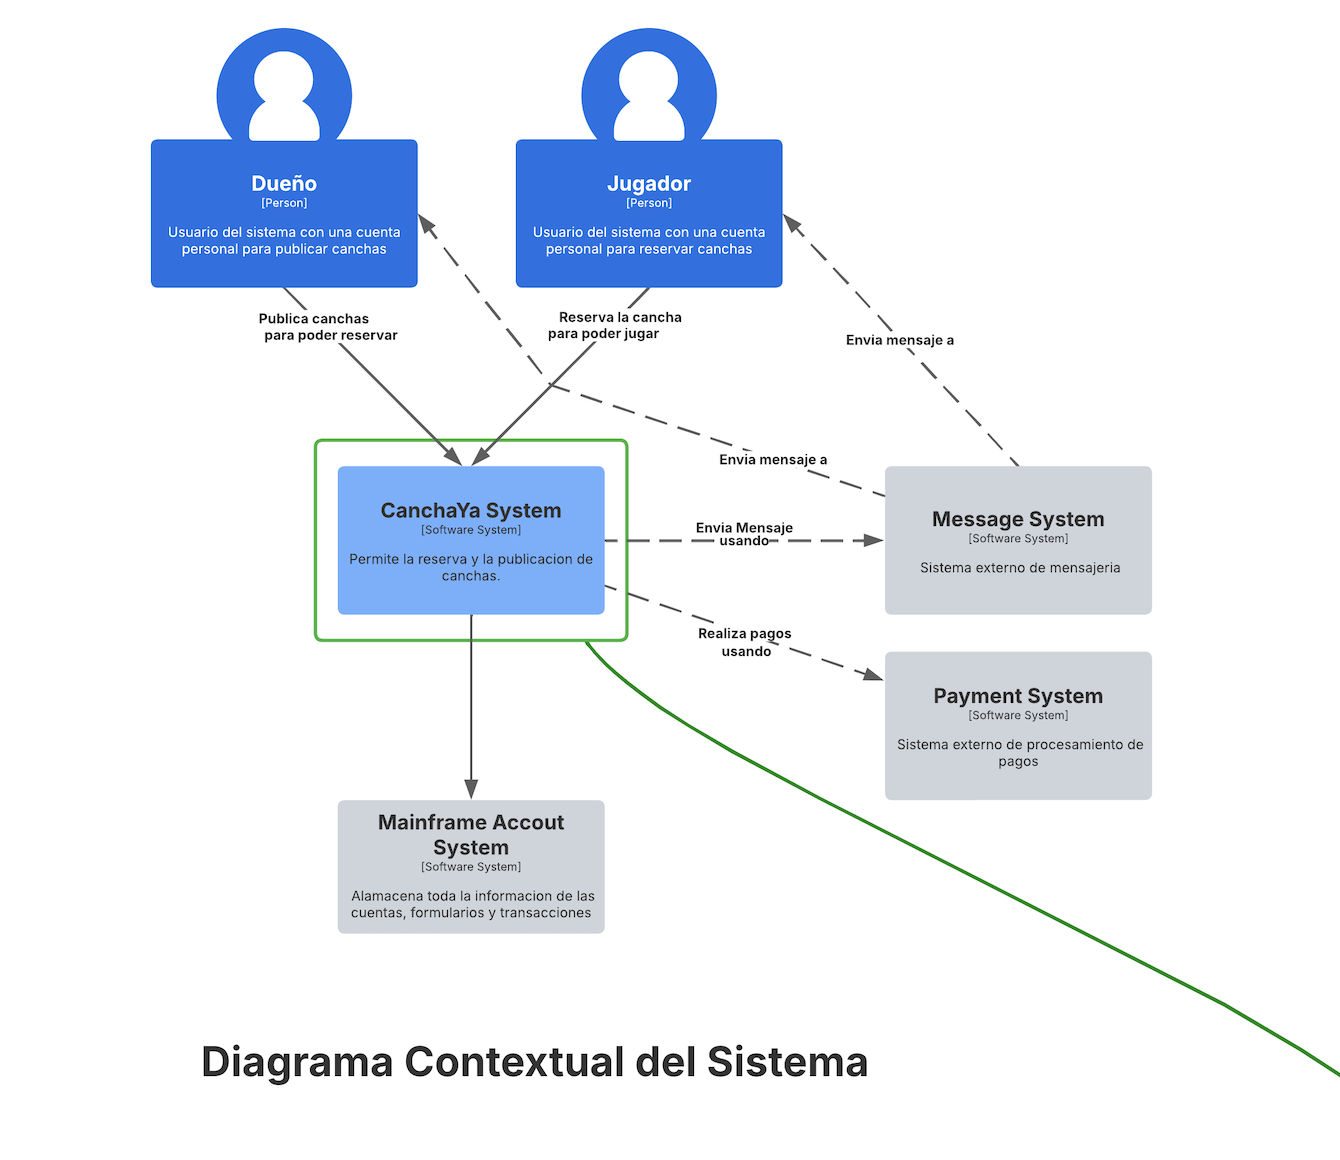 Dueño
[Person]
Usuario del sistema con una cuenta
personal para publicar canchas
Jugador
[Person]
Usuario del sistema con una cuenta
personal para reservar canchas
Publica canchas
para poder reservar
Reserva la cancha
para poder jugar
Envia mensaje a
Envia mensaje a
CanchaYa System
[Software System]
Permite la reserva y la publicacion de
canchas.
Envia Mensaje
usando
Message System
[Software System]
Sistema externo de mensajeria
Realiza pagos
usando
Payment System
[Software System]
Sistema externo de procesamiento de
pagos
Mainframe Accout
System
[Software System]
Alamacena toda la informacion de las
cuentas, formularios y transacciones
Diagrama Contextual del Sistema